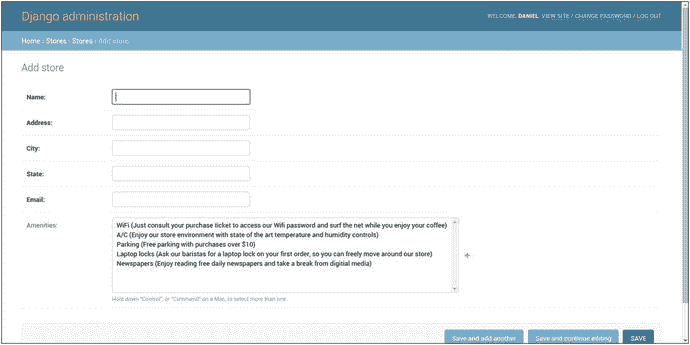 Django administration
WELCOME, DANIEL. VIEW SITE / CHANGE PASSWORD / LOG OUT
Home › Stores › Stores › Add store
Add store
Name:
Address:
City:
State:
Email:
Amenities:
WiFi (Just consult your purchase ticket to access our Wifi password and surf the net while you enjoy your coffee)
A/C (Enjoy our store environment with state of the art temperature and humidity controls)
Parking (Free parking with purchases over $10)
Laptop locks (Ask our baristas for a laptop lock on your first order, so you can freely move around our store)
Newspapers (Enjoy reading free daily newspapers and take a break from digitial media)
Hold down "Control", or "Command" on a Mac, to select more than one.
Save and add another
Save and continue editing
SAVE